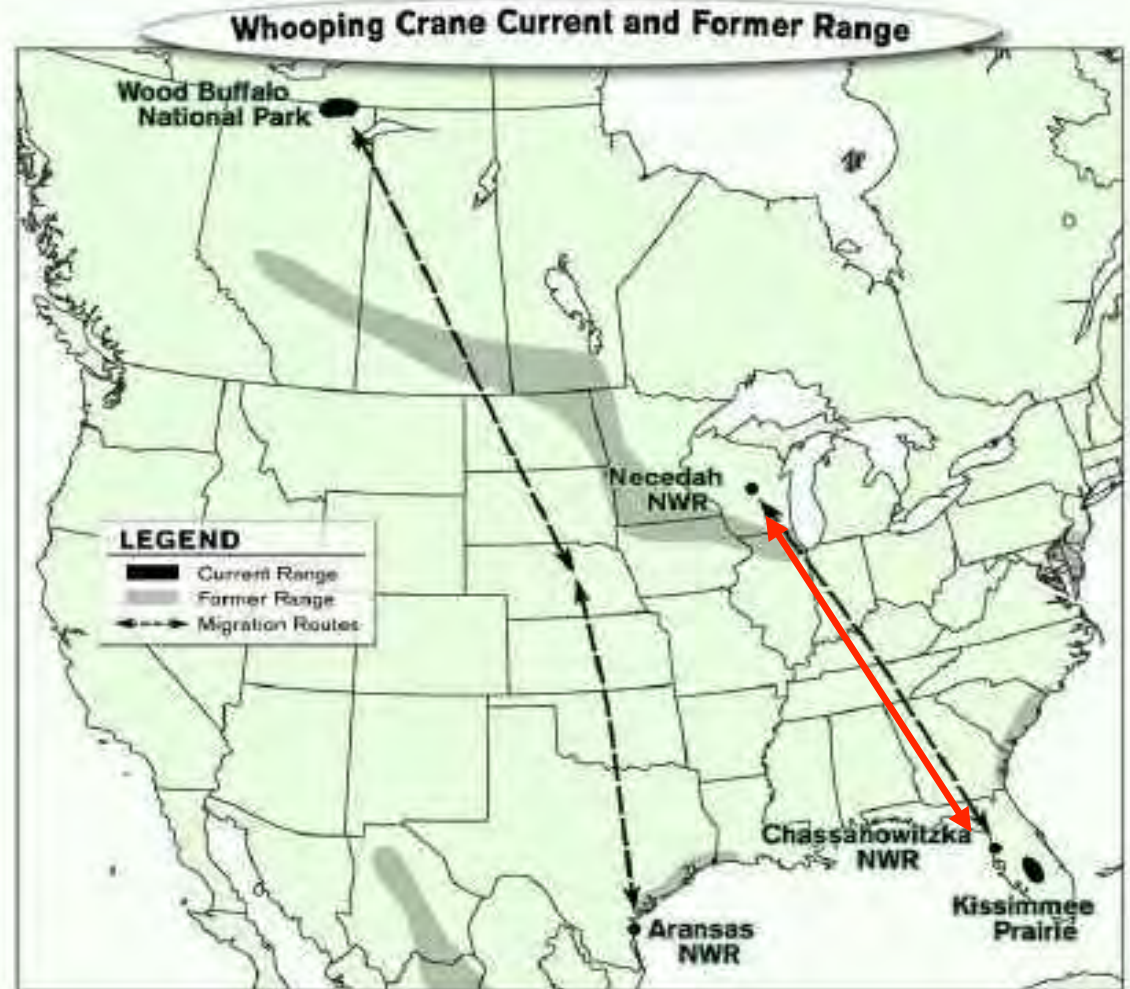 Whooping Crane Current and Former Range
Wood Buffalo
National Park
Necedah
NWR
LEGEND
Current Range
Former Range
Migration Routes
Chassahowitzka
NWR
Kissimmee
Prairie
Aransas
NWR